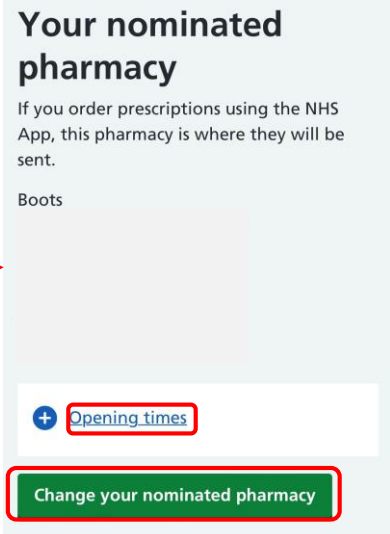 Your nominated
pharmacy
If you order prescriptions using the NHS
App, this pharmacy is where they will be
sent.
Boots
Opening times
Change your nominated pharmacy